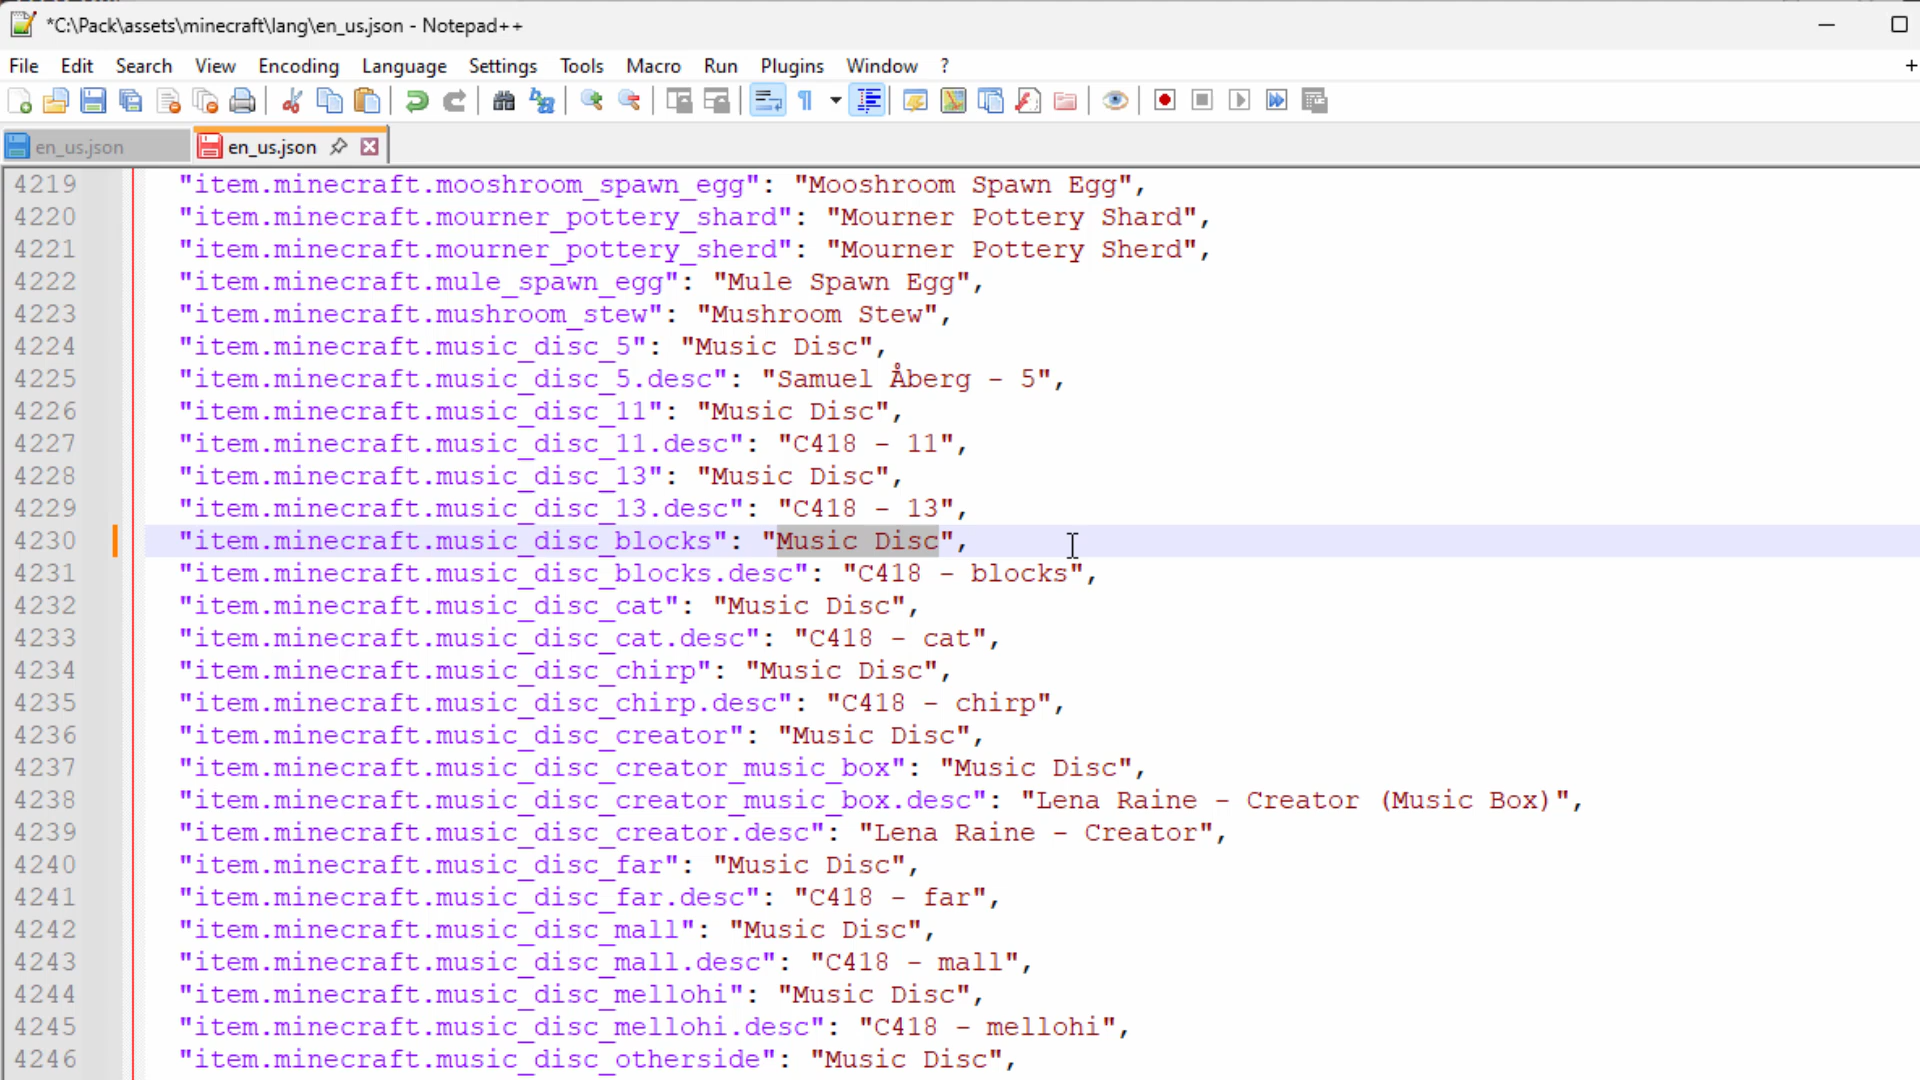 *C:\Pack\assets\minecraft\lang\en_us.json - Notepad++
File Edit Search View Encoding Language Settings Tools Macro Run Plugins Window ? +
en_us.json en_us.json
4219 "item.minecraft.mooshroom_spawn_egg": "Mooshroom Spawn Egg",
4220 "item.minecraft.mourner_pottery_shard": "Mourner Pottery Shard",
4221 "item.minecraft.mourner_pottery_sherd": "Mourner Pottery Sherd",
4222 "item.minecraft.mule_spawn_egg": "Mule Spawn Egg",
4223 "item.minecraft.mushroom_stew": "Mushroom Stew",
4224 "item.minecraft.music_disc_5": "Music Disc",
4225 "item.minecraft.music_disc_5.desc": "Samuel Åberg - 5",
4226 "item.minecraft.music_disc_11": "Music Disc",
4227 "item.minecraft.music_disc_11.desc": "C418 - 11",
4228 "item.minecraft.music_disc_13": "Music Disc",
4229 "item.minecraft.music_disc_13.desc": "C418 - 13",
4230 "item.minecraft.music_disc_blocks": "Music Disc",
4231 "item.minecraft.music_disc_blocks.desc": "C418 - blocks",
4232 "item.minecraft.music_disc_cat": "Music Disc",
4233 "item.minecraft.music_disc_cat.desc": "C418 - cat",
4234 "item.minecraft.music_disc_chirp": "Music Disc",
4235 "item.minecraft.music_disc_chirp.desc": "C418 - chirp",
4236 "item.minecraft.music_disc_creator": "Music Disc",
4237 "item.minecraft.music_disc_creator_music_box": "Music Disc",
4238 "item.minecraft.music_disc_creator_music_box.desc": "Lena Raine - Creator (Music Box)",
4239 "item.minecraft.music_disc_creator.desc": "Lena Raine - Creator",
4240 "item.minecraft.music_disc_far": "Music Disc",
4241 "item.minecraft.music_disc_far.desc": "C418 - far",
4242 "item.minecraft.music_disc_mall": "Music Disc",
4243 "item.minecraft.music_disc_mall.desc": "C418 - mall",
4244 "item.minecraft.music_disc_mellohi": "Music Disc",
4245 "item.minecraft.music_disc_mellohi.desc": "C418 - mellohi",
4246 "item.minecraft.music_disc_otherside": "Music Disc",